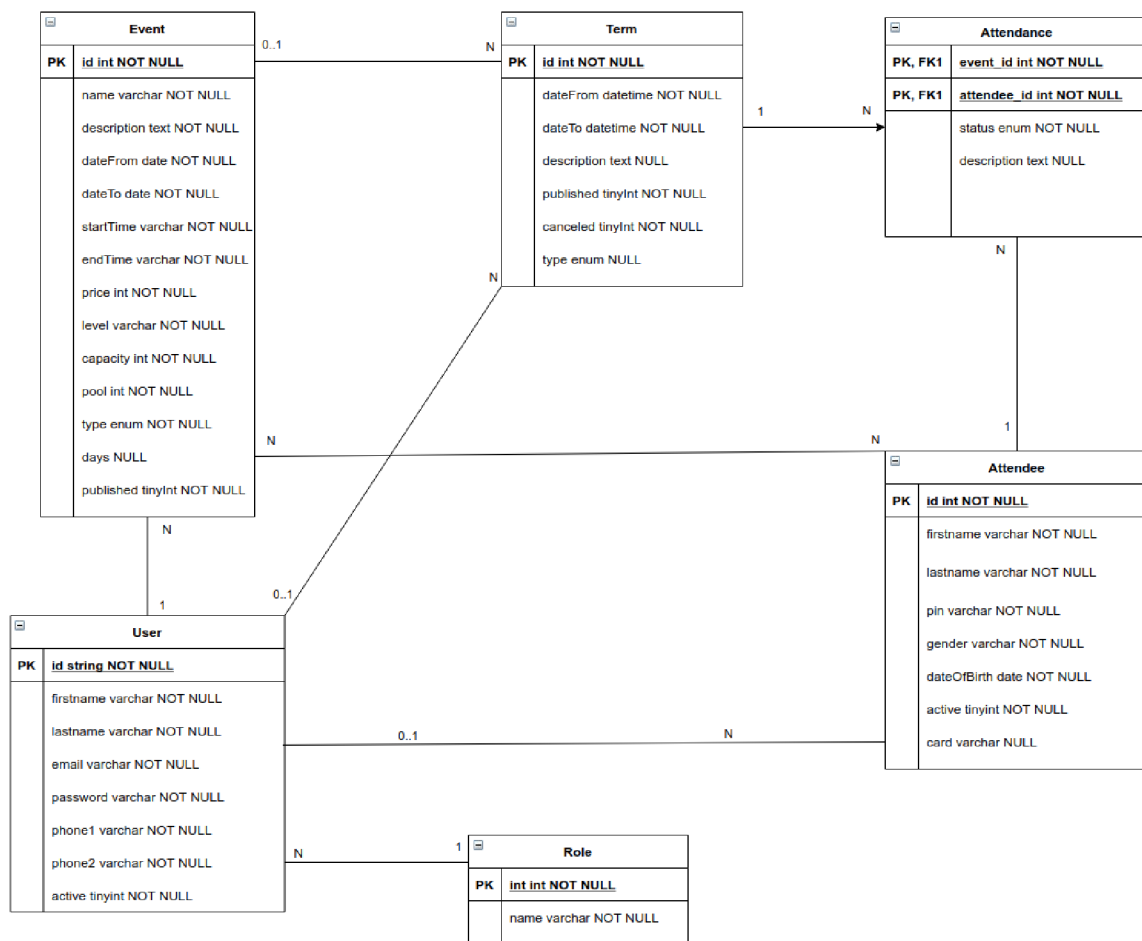 Event
PK id int NOT NULL
name varchar NOT NULL
description text NOT NULL
dateFrom date NOT NULL
dateTo date NOT NULL
startTime varchar NOT NULL
endTime varchar NOT NULL
price int NOT NULL
level varchar NOT NULL
capacity int NOT NULL
pool int NOT NULL
type enum NOT NULL
days NULL
published tinyInt NOT NULL
0..1
N
Term
PK id int NOT NULL
dateFrom datetime NOT NULL
dateTo datetime NOT NULL
description text NULL
published tinyInt NOT NULL
canceled tinyInt NOT NULL
type enum NULL
1
N
Attendance
PK, FK1 event_id int NOT NULL
PK, FK1 attendee_id int NOT NULL
status enum NOT NULL
description text NULL
N
N
1
N
N
Attendee
PK id int NOT NULL
firstname varchar NOT NULL
lastname varchar NOT NULL
pin varchar NOT NULL
gender varchar NOT NULL
dateOfBirth date NOT NULL
active tinyint NOT NULL
card varchar NULL
N
1
0..1
User
PK id string NOT NULL
firstname varchar NOT NULL
lastname varchar NOT NULL
email varchar NOT NULL
password varchar NOT NULL
phone1 varchar NOT NULL
phone2 varchar NOT NULL
active tinyint NOT NULL
0..1
N
N
1
Role
PK int int NOT NULL
name varchar NOT NULL